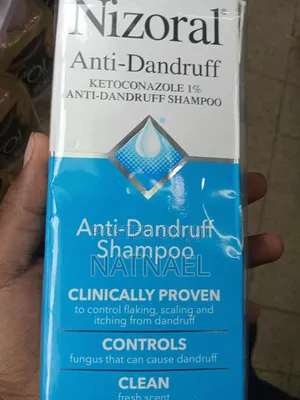 Nizoral®
Anti-Dandruff
KETOCONAZOLE 1%
ANTI-DANDRUFF SHAMPOO
Anti-Dandruff
Shampoo
NATNAEL
CLINICALLY PROVEN
to control flaking, scaling and
itching from dandruff
CONTROLS
fungus that can cause dandruff
CLEAN
fresh scent